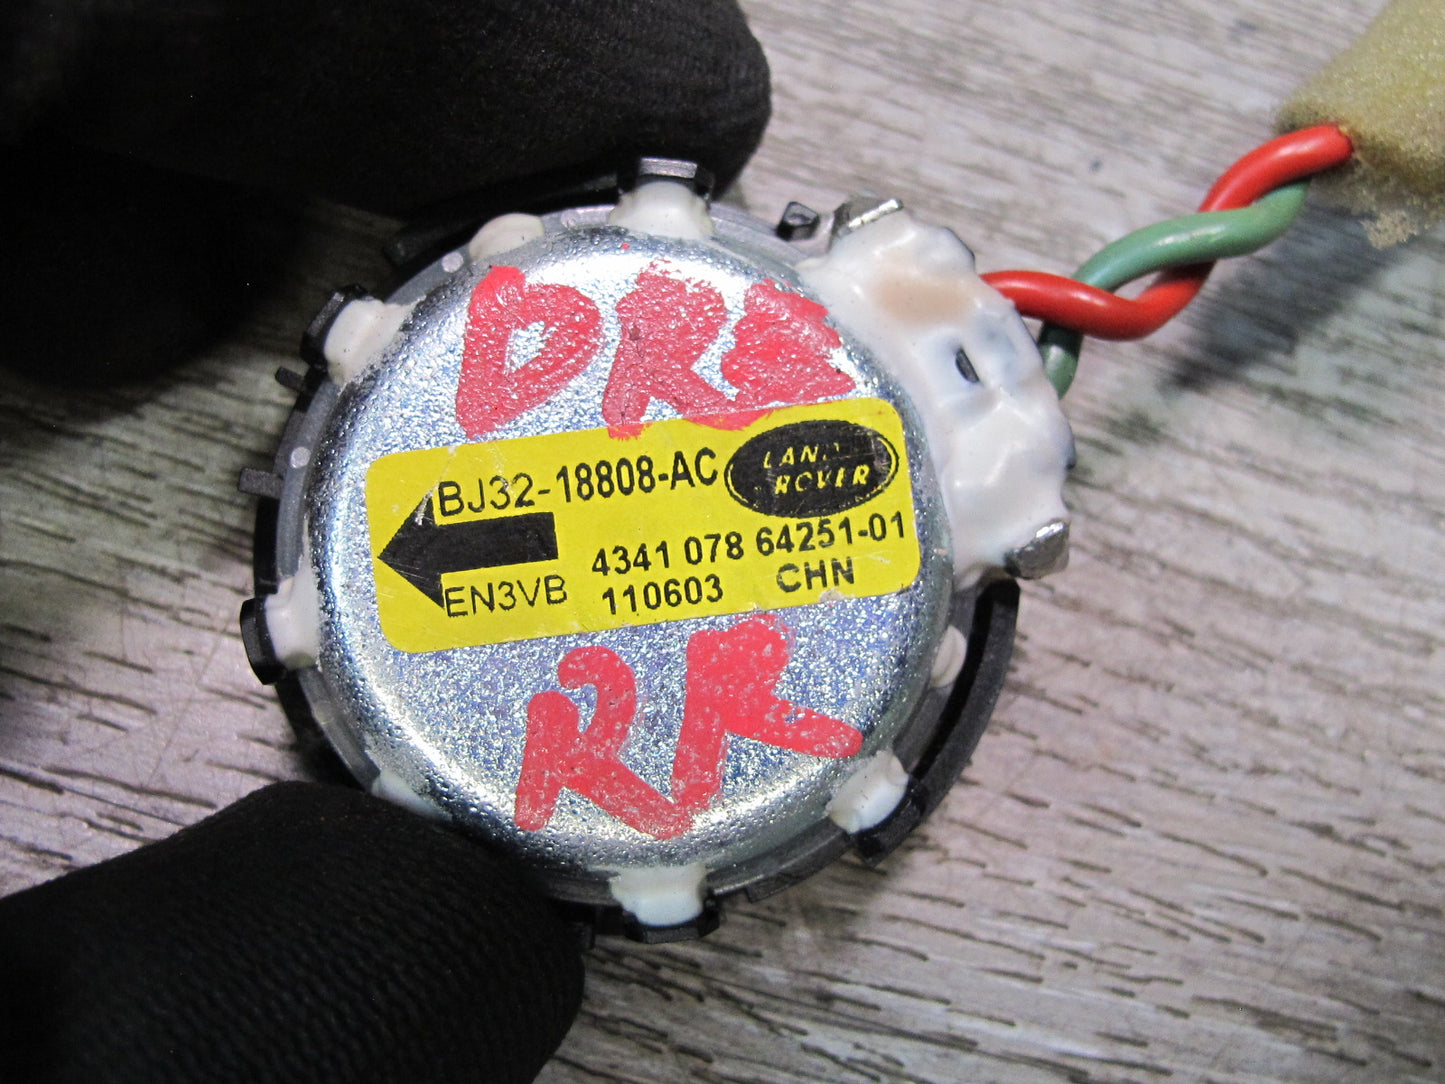 DRS
BJ32-18808-AC
LAND
ROVER
4341 078 64251-01
EN3VB 110603 CHN
RR